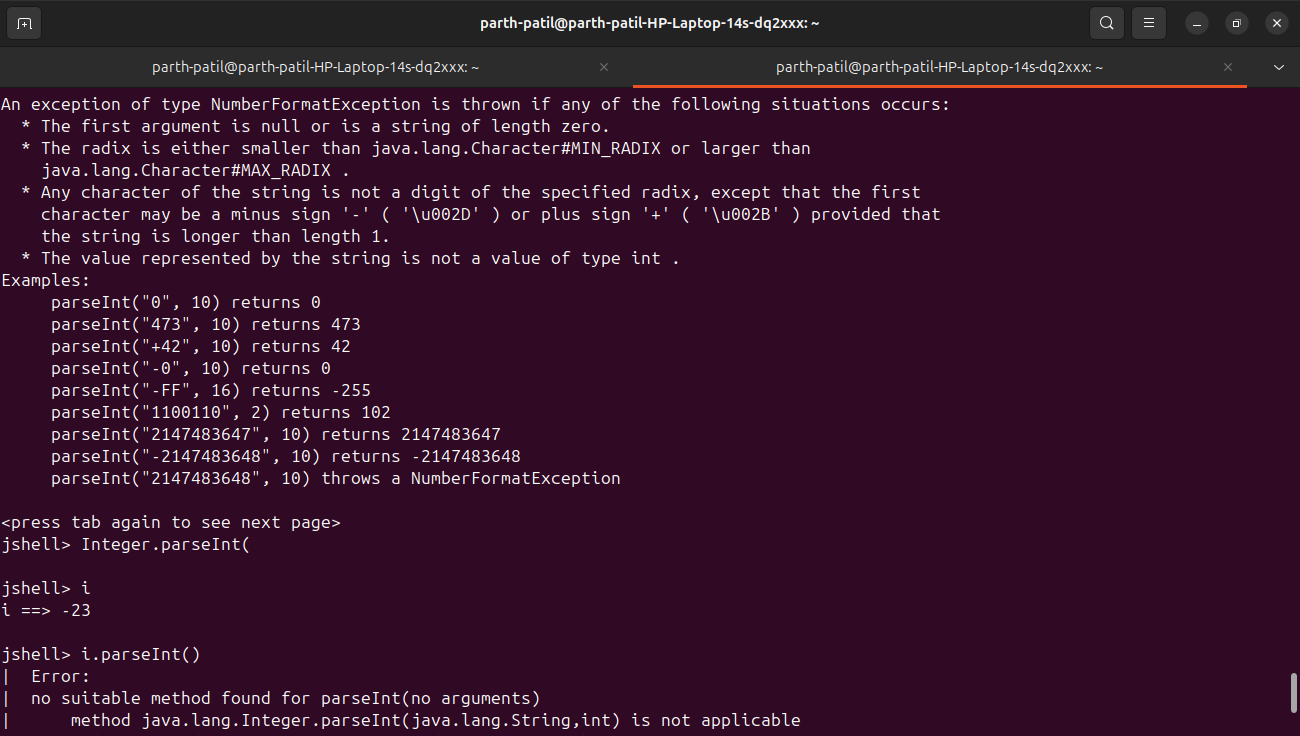 parth-patil@parth-patil-HP-Laptop-14s-dq2xxx: ~
parth-patil@parth-patil-HP-Laptop-14s-dq2xxx: ~
parth-patil@parth-patil-HP-Laptop-14s-dq2xxx: ~
An exception of type NumberFormatException is thrown if any of the following situations occurs:
  * The first argument is null or is a string of length zero.
  * The radix is either smaller than java.lang.Character#MIN_RADIX or larger than
    java.lang.Character#MAX_RADIX .
  * Any character of the string is not a digit of the specified radix, except that the first
    character may be a minus sign '-' ( '\u002D' ) or plus sign '+' ( '\u002B' ) provided that
    the string is longer than length 1.
  * The value represented by the string is not a value of type int .
Examples:
     parseInt("0", 10) returns 0
     parseInt("473", 10) returns 473
     parseInt("+42", 10) returns 42
     parseInt("-0", 10) returns 0
     parseInt("-FF", 16) returns -255
     parseInt("1100110", 2) returns 102
     parseInt("2147483647", 10) returns 2147483647
     parseInt("-2147483648", 10) returns -2147483648
     parseInt("2147483648", 10) throws a NumberFormatException
<press tab again to see next page>
jshell> Integer.parseInt(
jshell> i
i ==> -23
jshell> i.parseInt()
|  Error:
|  no suitable method found for parseInt(no arguments)
|      method java.lang.Integer.parseInt(java.lang.String,int) is not applicable